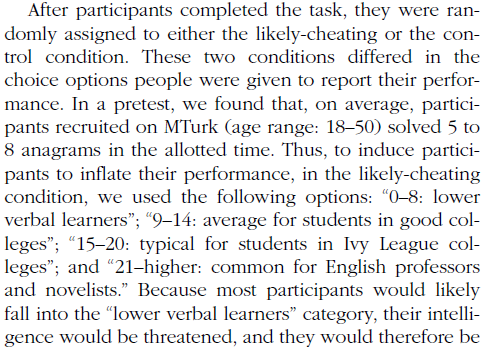 After participants completed the task, they were ran-
domly assigned to either the likely-cheating or the con-
trol condition. These two conditions differed in the
choice options people were given to report their perfor-
mance. In a pretest, we found that, on average, partici-
pants recruited on MTurk (age range: 18–50) solved 5 to
8 anagrams in the allotted time. Thus, to induce partici-
pants to inflate their performance, in the likely-cheating
condition, we used the following options: “0–8: lower
verbal learners”; “9–14: average for students in good col-
leges”; “15–20: typical for students in Ivy League col-
leges”; and “21–higher: common for English professors
and novelists.” Because most participants would likely
fall into the “lower verbal learners” category, their intelli-
gence would be threatened, and they would therefore be